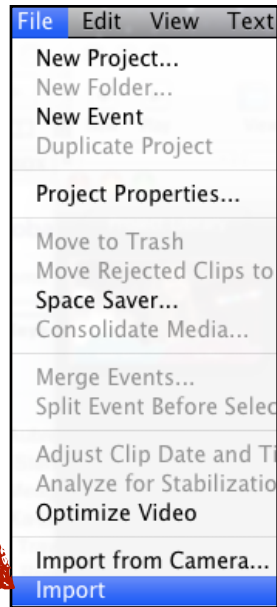 File Edit View Text
New Project...
New Folder...
New Event
Duplicate Project
Project Properties...
Move to Trash
Move Rejected Clips to
Space Saver...
Consolidate Media...
Merge Events...
Split Event Before Selec
Adjust Clip Date and Ti
Analyze for Stabilizatio
Optimize Video
Import from Camera...
Import